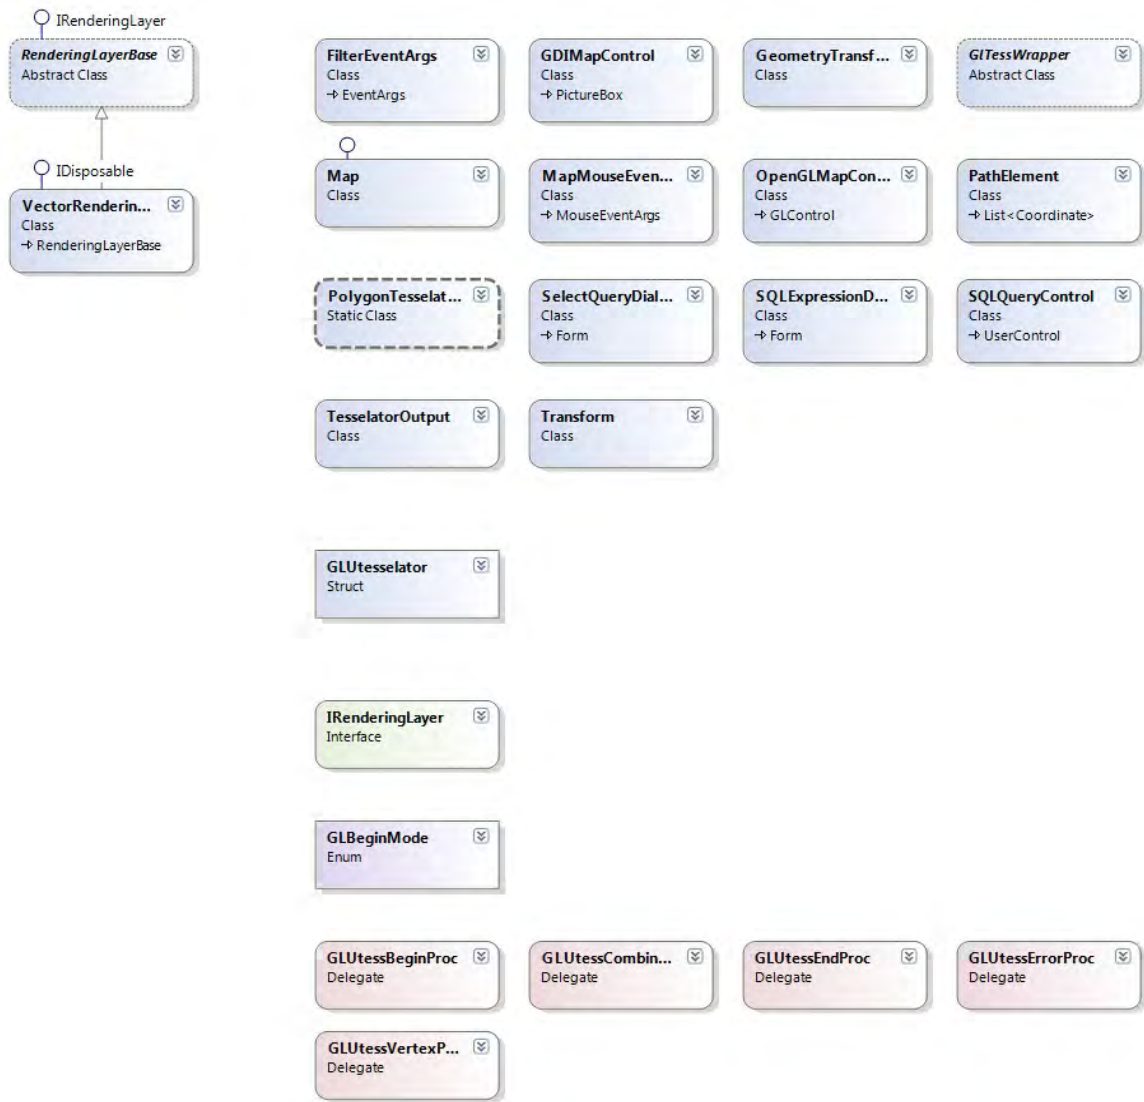 IRenderingLayer
RenderingLayerBase
Abstract Class
IDisposable
VectorRenderin...
Class
RenderingLayerBase
FilterEventArgs
Class
EventArgs
GDIMapControl
Class
PictureBox
GeometryTransf...
Class
GlTessWrapper
Abstract Class
Map
Class
MapMouseEven...
Class
MouseEventArgs
OpenGLMapCon...
Class
GLControl
PathElement
Class
List<Coordinate>
PolygonTesselat...
Static Class
SelectQueryDial...
Class
Form
SQLExpressionD...
Class
Form
SQLQueryControl
Class
UserControl
TesselatorOutput
Class
Transform
Class
GLUtesselator
Struct
IRenderingLayer
Interface
GLBeginMode
Enum
GLUtessBeginProc
Delegate
GLUtessCombin...
Delegate
GLUtessEndProc
Delegate
GLUtessErrorProc
Delegate
GLUtessVertexP...
Delegate